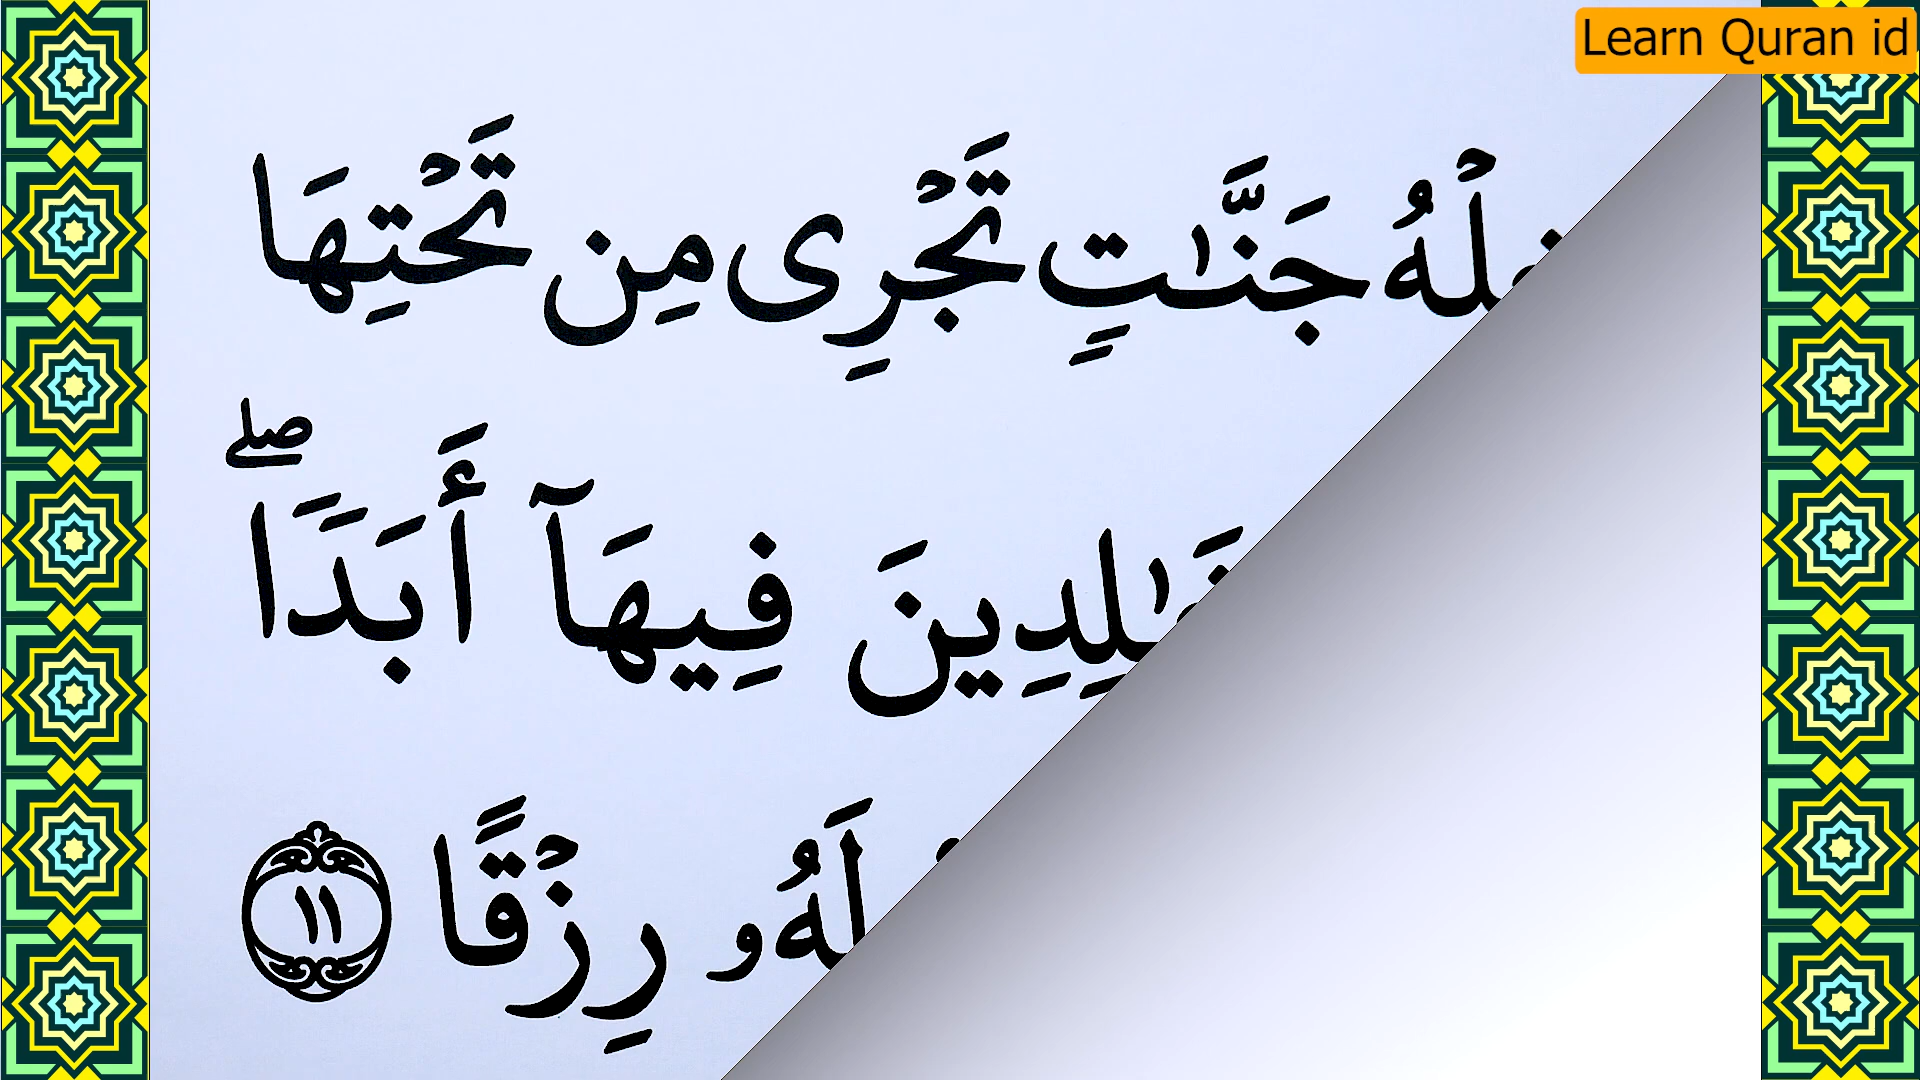 Learn Quran id
جَنَّـٰتٍ تَجْرِى مِن تَحْتِهَا
فِيهَآ أَبَدًا ۖ
لَهُۥ رِزْقًا ١١